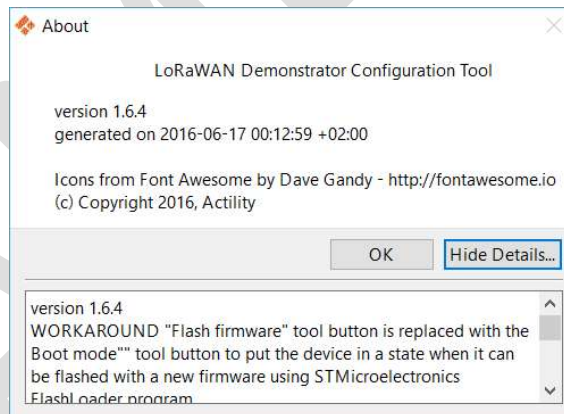 About
LoRaWAN Demonstrator Configuration Tool
version 1.6.4
generated on 2016-06-17 00:12:59 +02:00
Icons from Font Awesome by Dave Gandy - http://fontawesome.io
(c) Copyright 2016, Actility
OK
Hide Details...
version 1.6.4
WORKAROUND "Flash firmware" tool button is replaced with the
Boot mode"" tool button to put the device in a state when it can
be flashed with a new firmware using STMicroelectronics
FlashLoader program